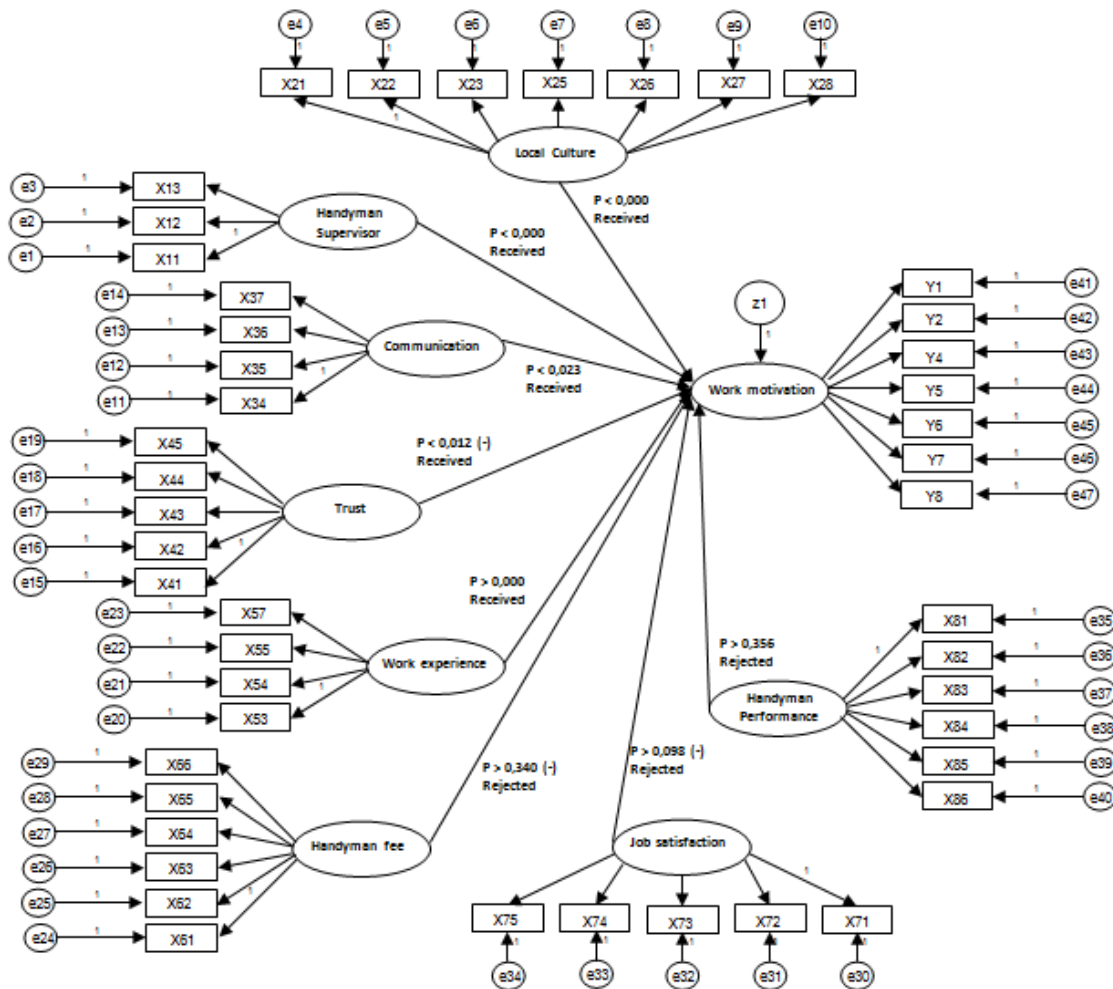 e4 e5 e6 e7 e8 e9 e10
1 1 1 1 1 1 1
X21 X22 X23 X25 X26 X27 X28
1
Local Culture
P < 0,000
Received
e3 1 X13
e2 1 X12
e1 1 X11
1
Handyman
Supervisor
P < 0,000
Received
e14 1 X37
e13 1 X36
e12 1 X35
e11 1 X34
1
Communication
P < 0,023
Received
z1
1
Work motivation
Y1 1 e41
Y2 1 e42
Y4 1 e43
Y5 1 e44
Y6 1 e45
Y7 1 e46
Y8 1 e47
e19 1 X45
e18 1 X44
e17 1 X43
e16 1 X42
e15 1 X41
1
Trust
P < 0,012 (-)
Received
e23 1 X57
e22 1 X55
e21 1 X54
e20 1 X53
1
Work experience
P > 0,000
Received
P > 0,356
Rejected
Handyman
Performance
1
X81 1 e35
X82 1 e36
X83 1 e37
X84 1 e38
X85 1 e39
X86 1 e40
e29 1 X66
e28 1 X65
e27 1 X64
e26 1 X63
e25 1 X62
e24 1 X61
1
Handyman fee
P > 0,340 (-)
Rejected
P > 0,098 (-)
Rejected
Job satisfaction
1
X75 X74 X73 X72 X71
1 1 1 1 1
e34 e33 e32 e31 e30